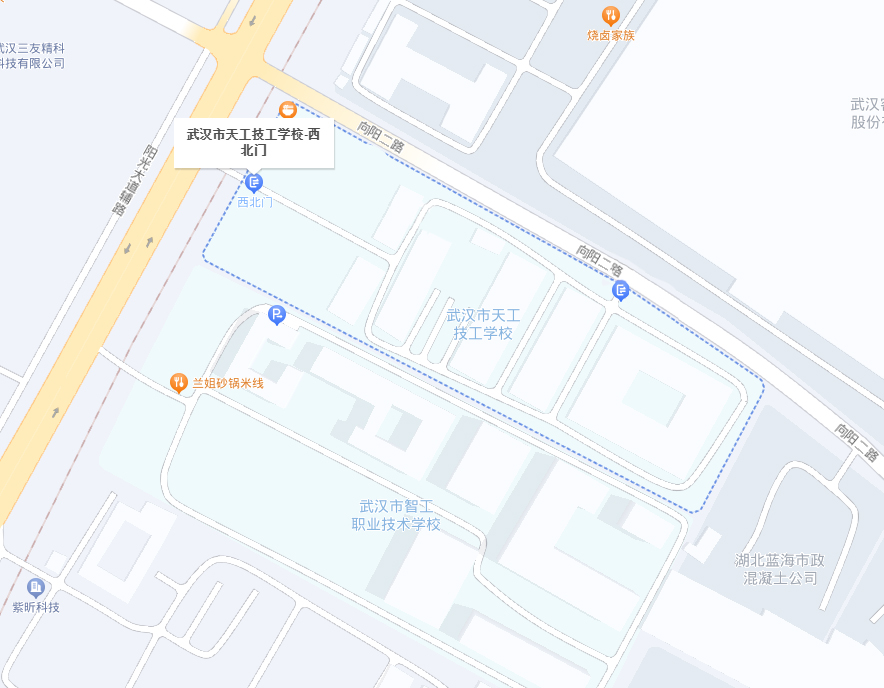 武汉三友精科
科技有限公司
烧卤家族
武汉容
股份有
武汉市天工技工学校-西
北门
向阳二路
阳光大道辅路
西北门
向阳二路
武汉市天工
技工学校
兰姐砂锅米线
向阳二路
武汉市智工
职业技术学校
湖北蓝海市政
混凝土公司
紫昕科技